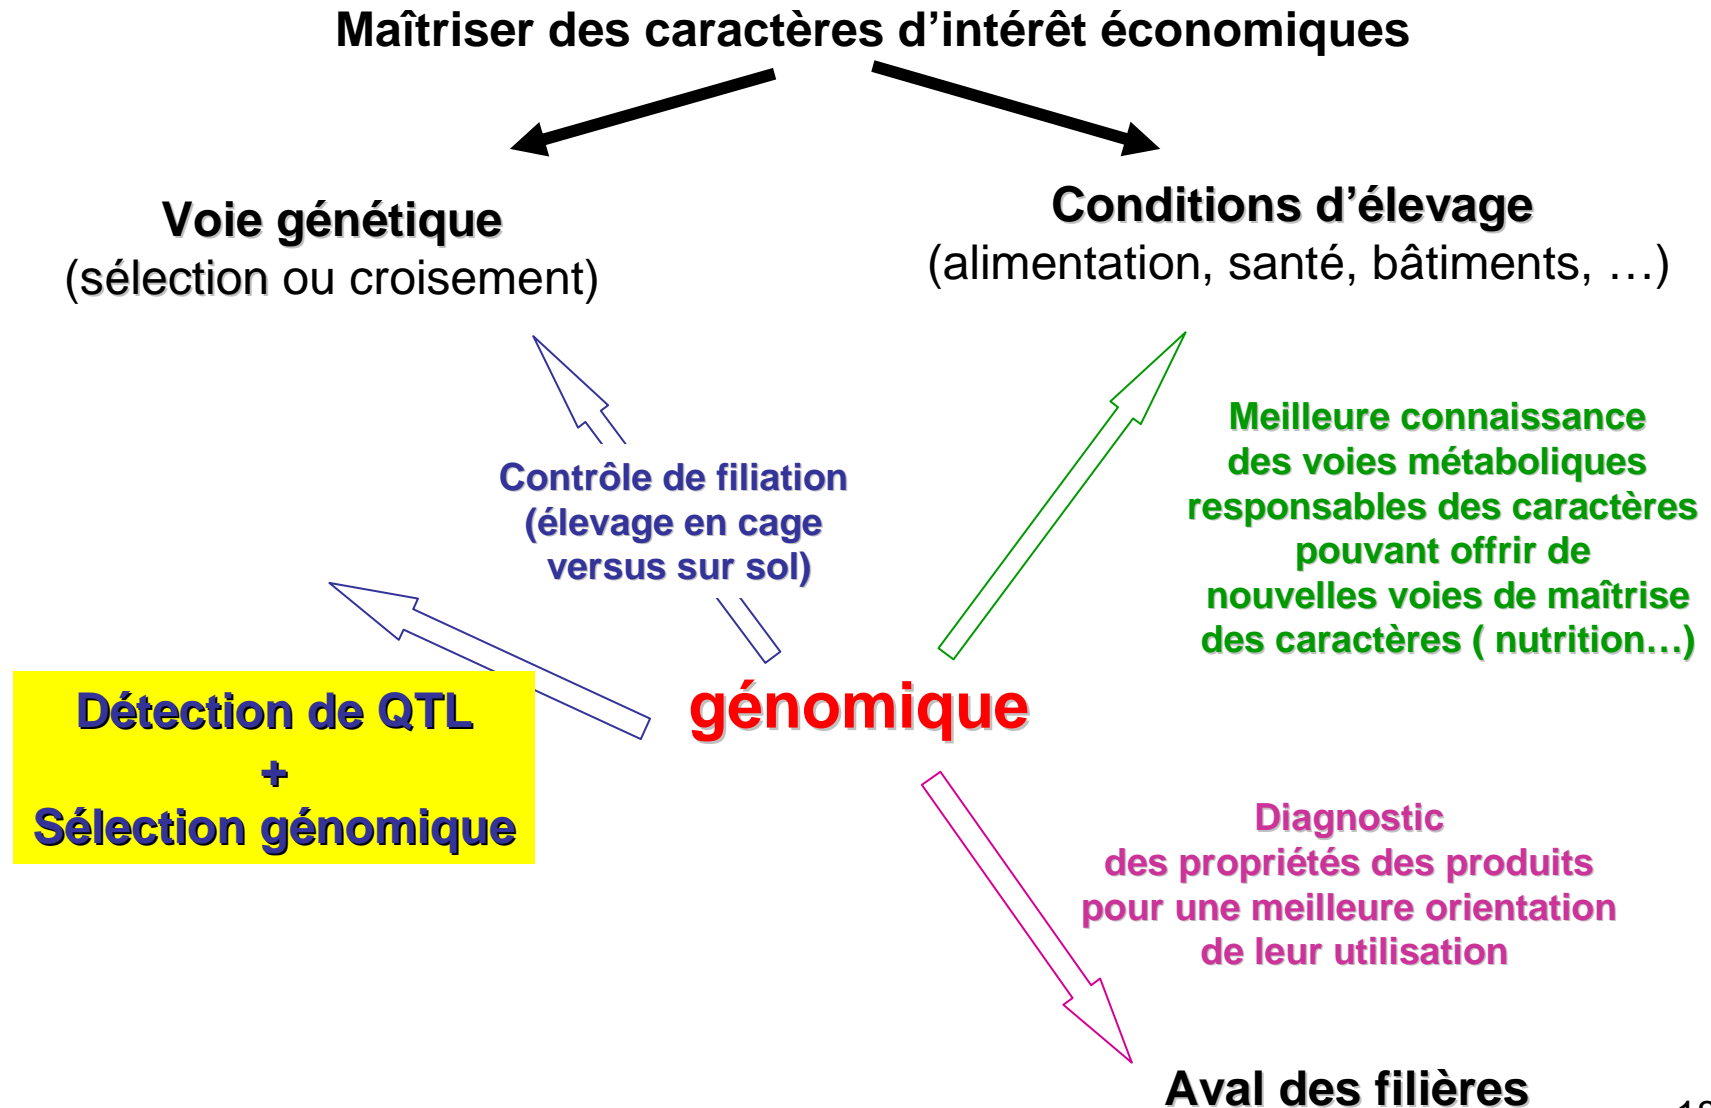 Maîtriser des caractères d’intérêt économiques
Voie génétique
(sélection ou croisement)
Conditions d’élevage
(alimentation, santé, bâtiments, …)
Contrôle de filiation
(élevage en cage
versus sur sol)
Meilleure connaissance
des voies métaboliques
responsables des caractères
pouvant offrir de
nouvelles voies de maîtrise
des caractères ( nutrition…)
Détection de QTL
+
Sélection génomique
génomique
Diagnostic
des propriétés des produits
pour une meilleure orientation
de leur utilisation
Aval des filières